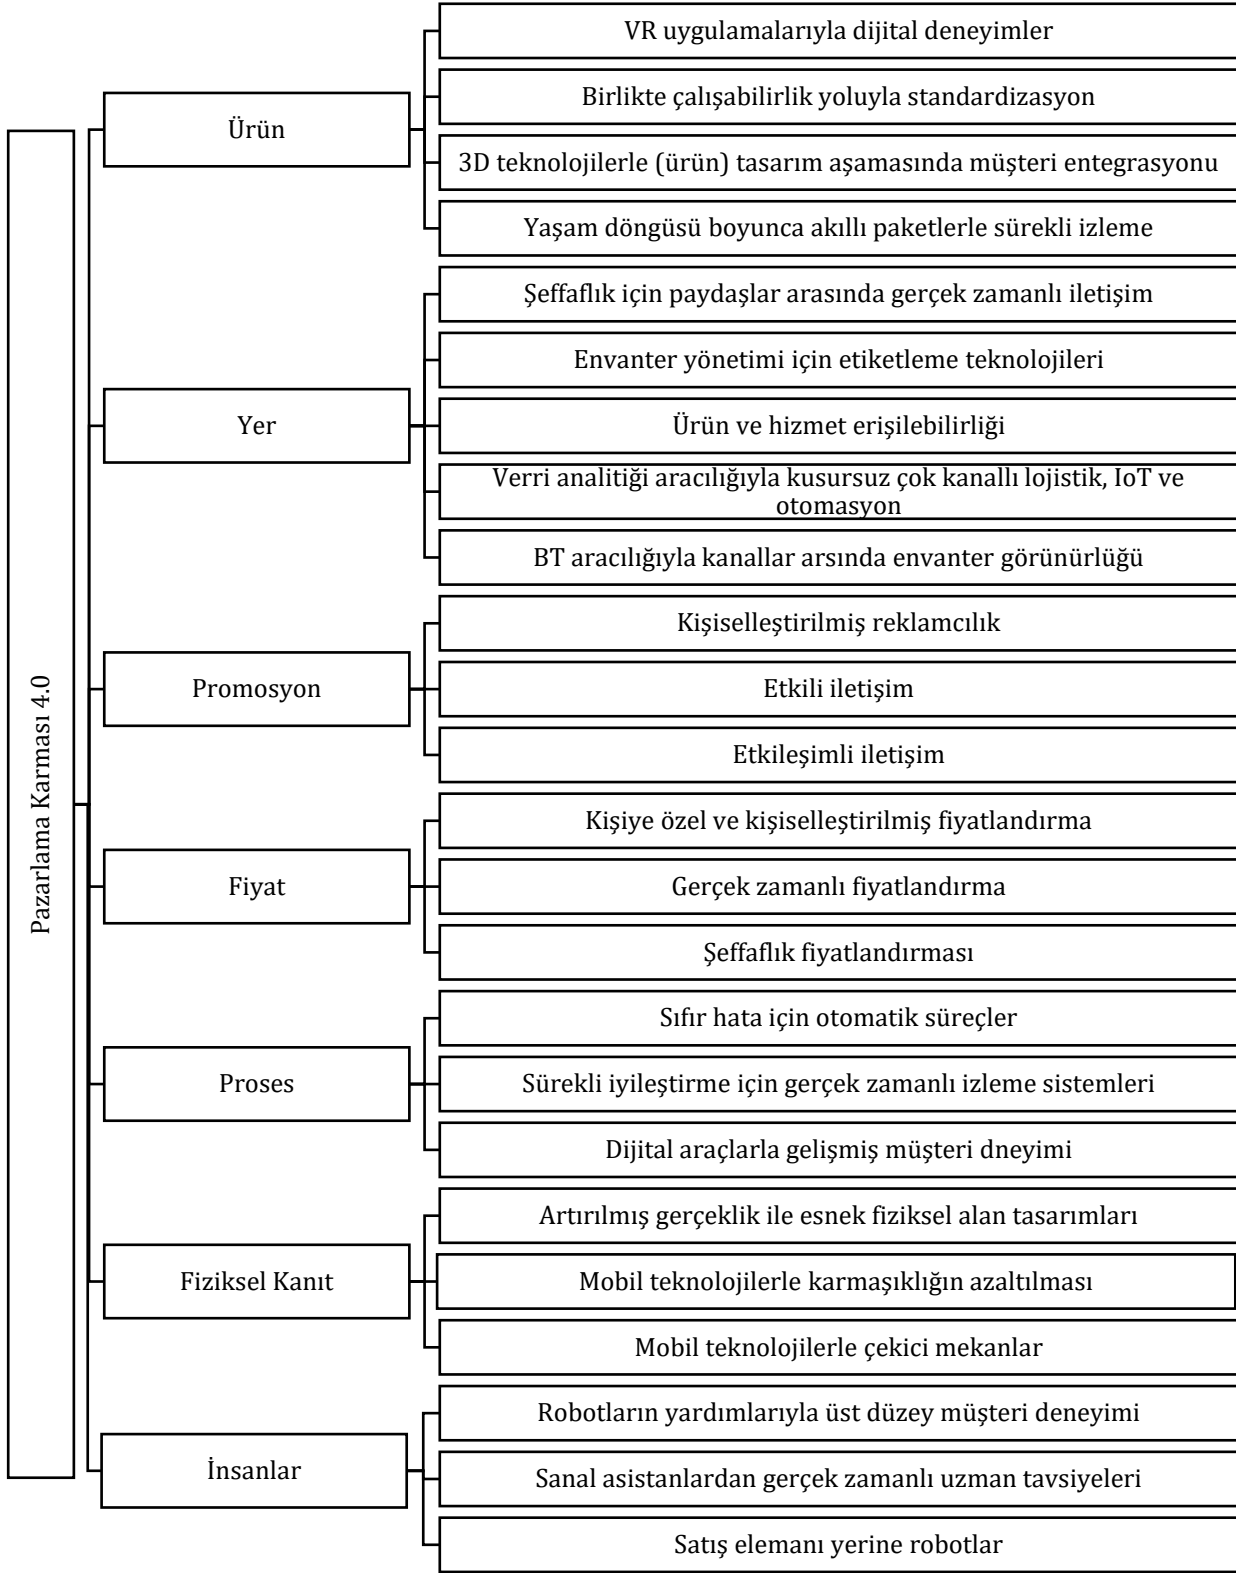 Pazarlama Karması 4.0
Ürün
VR uygulamalarıyla dijital deneyimler
Birlikte çalışabilirlik yoluyla standardizasyon
3D teknolojilerle (ürün) tasarım aşamasında müşteri entegrasyonu
Yaşam döngüsü boyunca akıllı paketlerle sürekli izleme
Yer
Şeffaflık için paydaşlar arasında gerçek zamanlı iletişim
Envanter yönetimi için etiketleme teknolojileri
Ürün ve hizmet erişilebilirliği
Verri analitiği aracılığıyla kusursuz çok kanallı lojistik, IoT ve
otomasyon
BT aracılığıyla kanallar arsında envanter görünürlüğü
Promosyon
Kişiselleştirilmiş reklamcılık
Etkili iletişim
Etkileşimli iletişim
Fiyat
Kişiye özel ve kişiselleştirilmiş fiyatlandırma
Gerçek zamanlı fiyatlandırma
Şeffaflık fiyatlandırması
Proses
Sıfır hata için otomatik süreçler
Sürekli iyileştirme için gerçek zamanlı izleme sistemleri
Dijital araçlarla gelişmiş müşteri dneyimi
Fiziksel Kanıt
Artırılmış gerçeklik ile esnek fiziksel alan tasarımları
Mobil teknolojilerle karmaşıklığın azaltılması
Mobil teknolojilerle çekici mekanlar
İnsanlar
Robotların yardımlarıyla üst düzey müşteri deneyimi
Sanal asistanlardan gerçek zamanlı uzman tavsiyeleri
Satış elemanı yerine robotlar